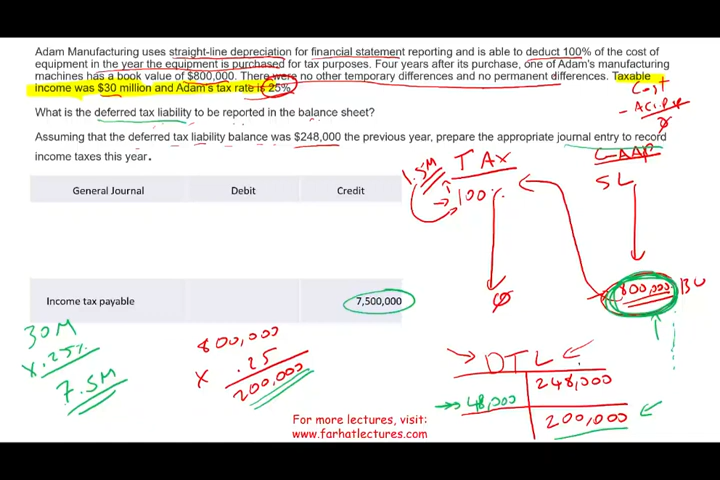 Adam Manufacturing uses straight-line depreciation for financial statement reporting and is able to deduct 100% of the cost of
equipment in the year the equipment is purchased for tax purposes. Four years after its purchase, one of Adam's manufacturing
machines has a book value of $800,000. There were no other temporary differences and no permanent differences. Taxable
income was $30 million and Adam's tax rate is 25%.
What is the deferred tax liability to be reported in the balance sheet?
Assuming that the deferred tax liability balance was $248,000 the previous year, prepare the appropriate journal entry to record
income taxes this year.
Cost
- Acc.Dep
0
1.5M TAX GAAP
100% SL
General Journal Debit Credit
0 800,000 BV
Income tax payable 7,500,000
30M
x .25%
7.5M
800,000
x .25
200,000
DTL
248,000
48,000
200,000
For more lectures, visit:
www.farhatlectures.com